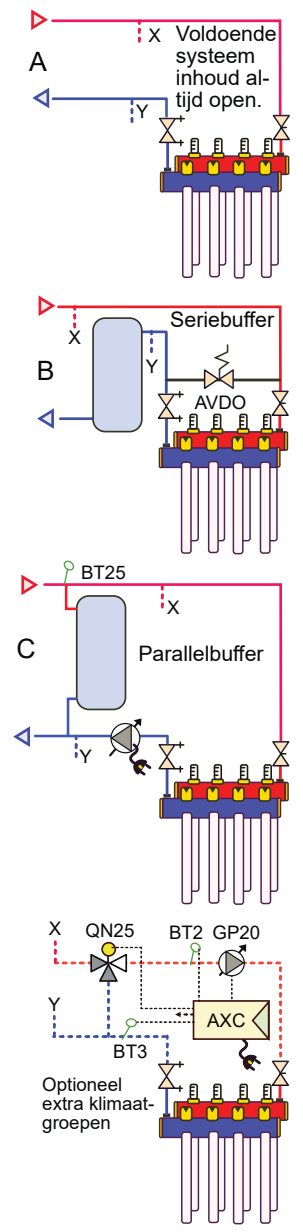 X
Voldoende
systeem
inhoud al-
tijd open.
A
Y
Seriebuffer
X
Y
B
AVDO
BT25
X
C
Parallelbuffer
Y
X
QN25
BT2
GP20
Y
AXC
BT3
Optioneel
extra klimaat-
groepen